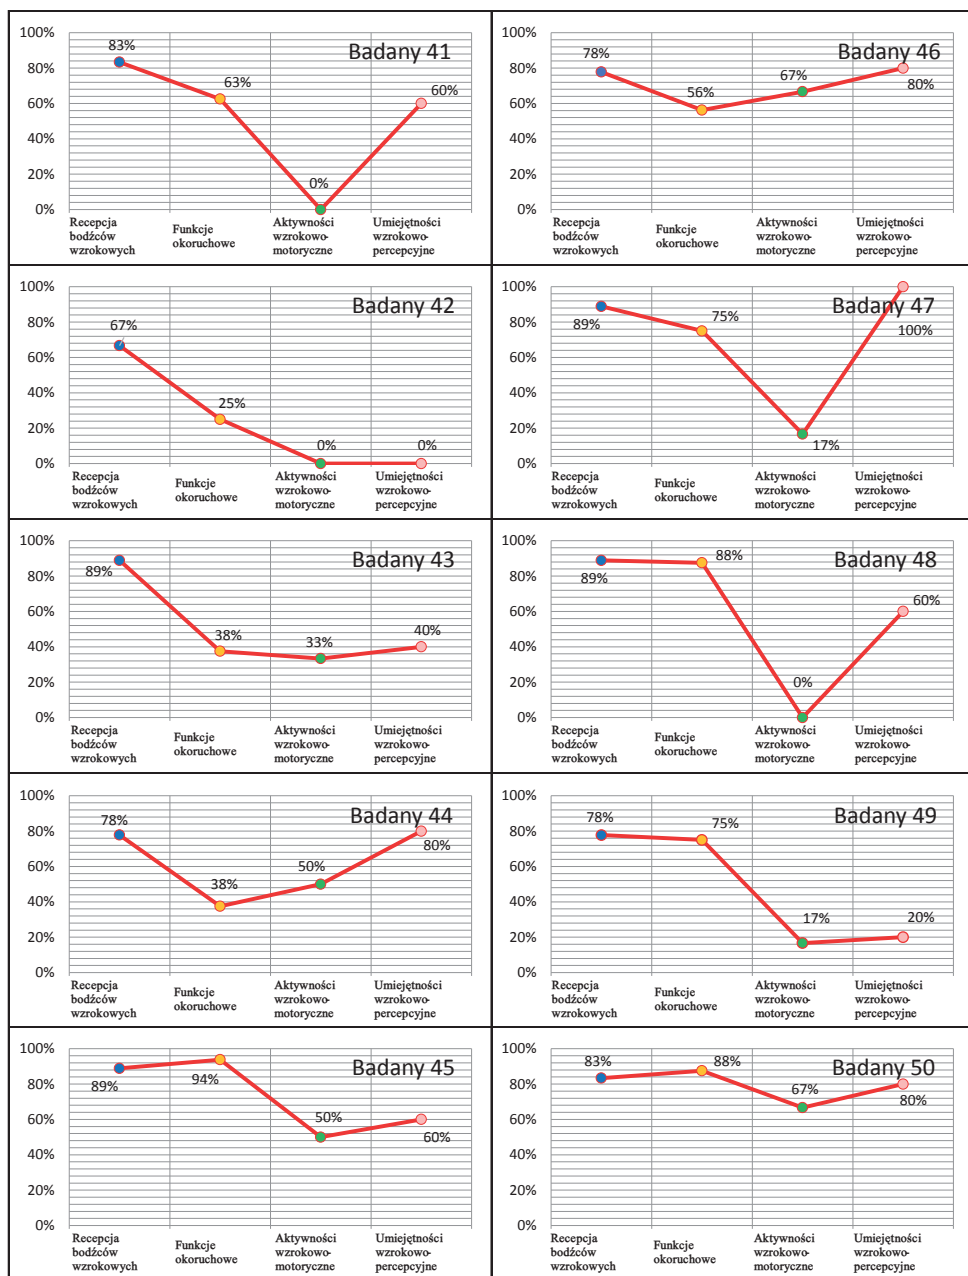 Badany 41
100%
80%
60%
40%
20%
0%
83%
63%
0%
60%
Recepcja
bodźców
wzrokowych
Funkcje
okoruchowe
Aktywności
wzrokowo-
motoryczne
Umiejętności
wzrokowo-
percepcyjne
Badany 46
100%
80%
60%
40%
20%
0%
78%
56%
67%
80%
Recepcja
bodźców
wzrokowych
Funkcje
okoruchowe
Aktywności
wzrokowo-
motoryczne
Umiejętności
wzrokowo-
percepcyjne
Badany 42
100%
80%
60%
40%
20%
0%
67%
25%
0%
0%
Recepcja
bodźców
wzrokowych
Funkcje
okoruchowe
Aktywności
wzrokowo-
motoryczne
Umiejętności
wzrokowo-
percepcyjne
Badany 47
100%
80%
60%
40%
20%
0%
89%
75%
17%
100%
Recepcja
bodźców
wzrokowych
Funkcje
okoruchowe
Aktywności
wzrokowo-
motoryczne
Umiejętności
wzrokowo-
percepcyjne
Badany 43
100%
80%
60%
40%
20%
0%
89%
38%
33%
40%
Recepcja
bodźców
wzrokowych
Funkcje
okoruchowe
Aktywności
wzrokowo-
motoryczne
Umiejętności
wzrokowo-
percepcyjne
Badany 48
100%
80%
60%
40%
20%
0%
89%
88%
0%
60%
Recepcja
bodźców
wzrokowych
Funkcje
okoruchowe
Aktywności
wzrokowo-
motoryczne
Umiejętności
wzrokowo-
percepcyjne
Badany 44
100%
80%
60%
40%
20%
0%
78%
38%
50%
80%
Recepcja
bodźców
wzrokowych
Funkcje
okoruchowe
Aktywności
wzrokowo-
motoryczne
Umiejętności
wzrokowo-
percepcyjne
Badany 49
100%
80%
60%
40%
20%
0%
78%
75%
17%
20%
Recepcja
bodźców
wzrokowych
Funkcje
okoruchowe
Aktywności
wzrokowo-
motoryczne
Umiejętności
wzrokowo-
percepcyjne
Badany 45
100%
80%
60%
40%
20%
0%
89%
94%
50%
60%
Recepcja
bodźców
wzrokowych
Funkcje
okoruchowe
Aktywności
wzrokowo-
motoryczne
Umiejętności
wzrokowo-
percepcyjne
Badany 50
100%
80%
60%
40%
20%
0%
83%
88%
67%
80%
Recepcja
bodźców
wzrokowych
Funkcje
okoruchowe
Aktywności
wzrokowo-
motoryczne
Umiejętności
wzrokowo-
percepcyjne